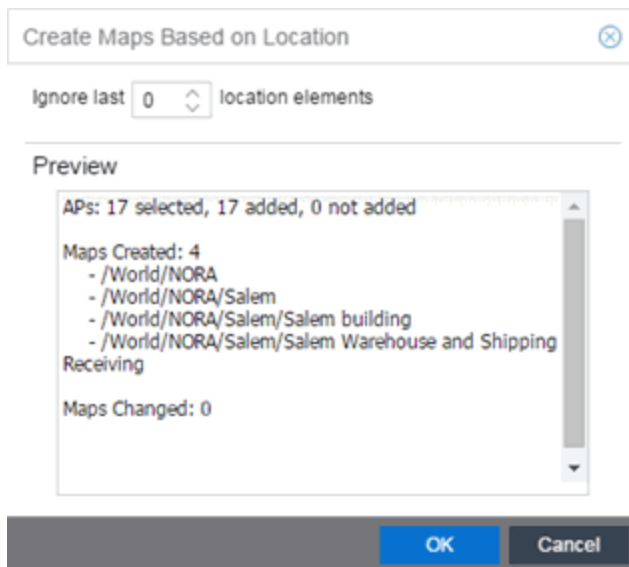 Create Maps Based on Location
Ignore last 0 location elements
Preview
APs: 17 selected, 17 added, 0 not added
Maps Created: 4
- /World/NORA
- /World/NORA/Salem
- /World/NORA/Salem/Salem building
- /World/NORA/Salem/Salem Warehouse and Shipping
Receiving
Maps Changed: 0
OK Cancel